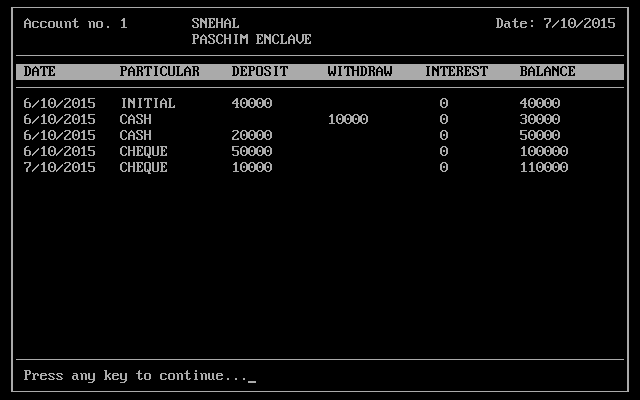 Account no. 1 SNEHAL Date: 7/10/2015
PASCHIM ENCLAVE
DATE PARTICULAR DEPOSIT WITHDRAW INTEREST BALANCE
6/10/2015 INITIAL 40000 0 40000
6/10/2015 CASH 10000 0 30000
6/10/2015 CASH 20000 0 50000
6/10/2015 CHEQUE 50000 0 100000
7/10/2015 CHEQUE 10000 0 110000
Press any key to continue..._